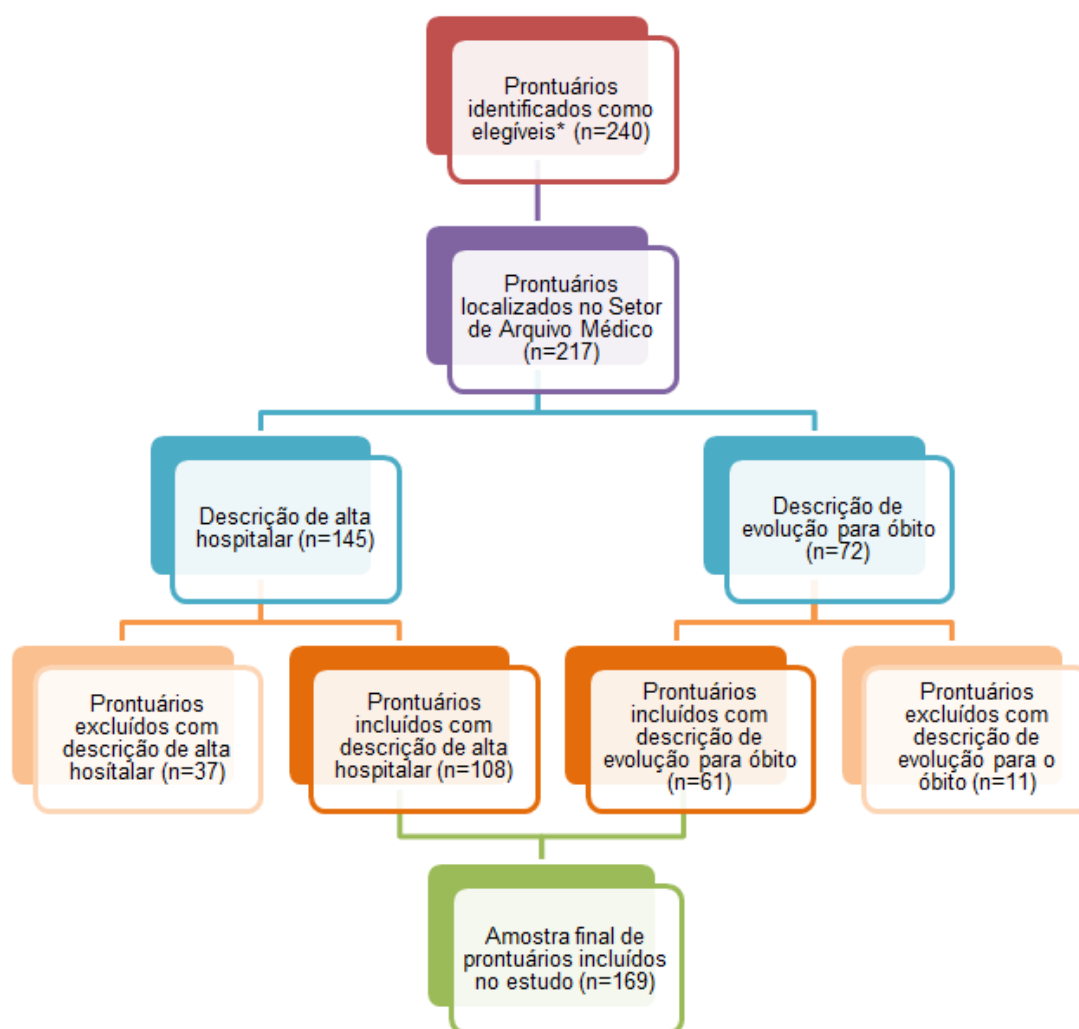 Prontuários
identificados como
elegíveis* (n=240)
Prontuários
localizados no Setor
de Arquivo Médico
(n=217)
Descrição de alta
hospitalar (n=145)
Descrição de
evolução para óbito
(n=72)
Prontuários
excluídos com
descrição de alta
hosítalar (n=37)
Prontuários
incluídos com
descrição de alta
hospitalar (n=108)
Prontuários
incluídos com
descrição de
evolução para óbito
(n=61)
Prontuários
excluídos com
descrição de
evolução para o
óbito (n=11)
Amostra final de
prontuários incluídos
no estudo (n=169)